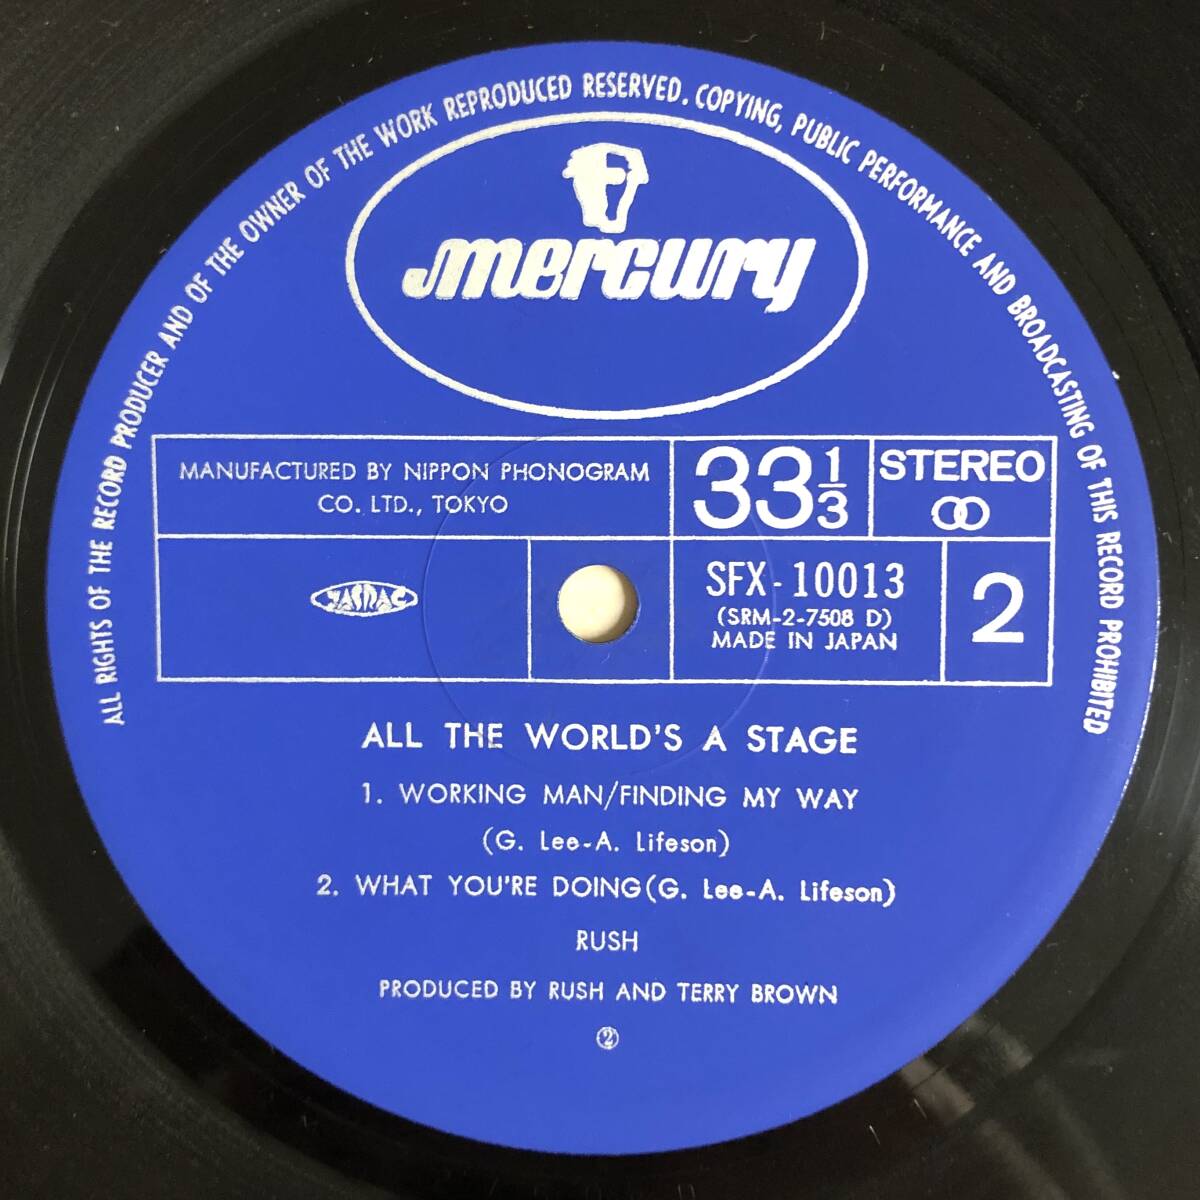 ALL RIGHTS OF THE RECORD PRODUCER AND OF THE OWNER OF THE WORK REPRODUCED RESERVED. COPYING, PUBLIC PERFORMANCE AND BROADCASTING OF THIS RECORD PROHIBITED
mercury
MANUFACTURED BY NIPPON PHONOGRAM
CO. LTD., TOKYO
33 1/3
STEREO
JASRAC
SFX-10013
(SRM-2-7508 D)
MADE IN JAPAN
2
ALL THE WORLD'S A STAGE
1. WORKING MAN/FINDING MY WAY
(G. Lee-A. Lifeson)
2. WHAT YOU'RE DOING(G. Lee-A. Lifeson)
RUSH
PRODUCED BY RUSH AND TERRY BROWN
②